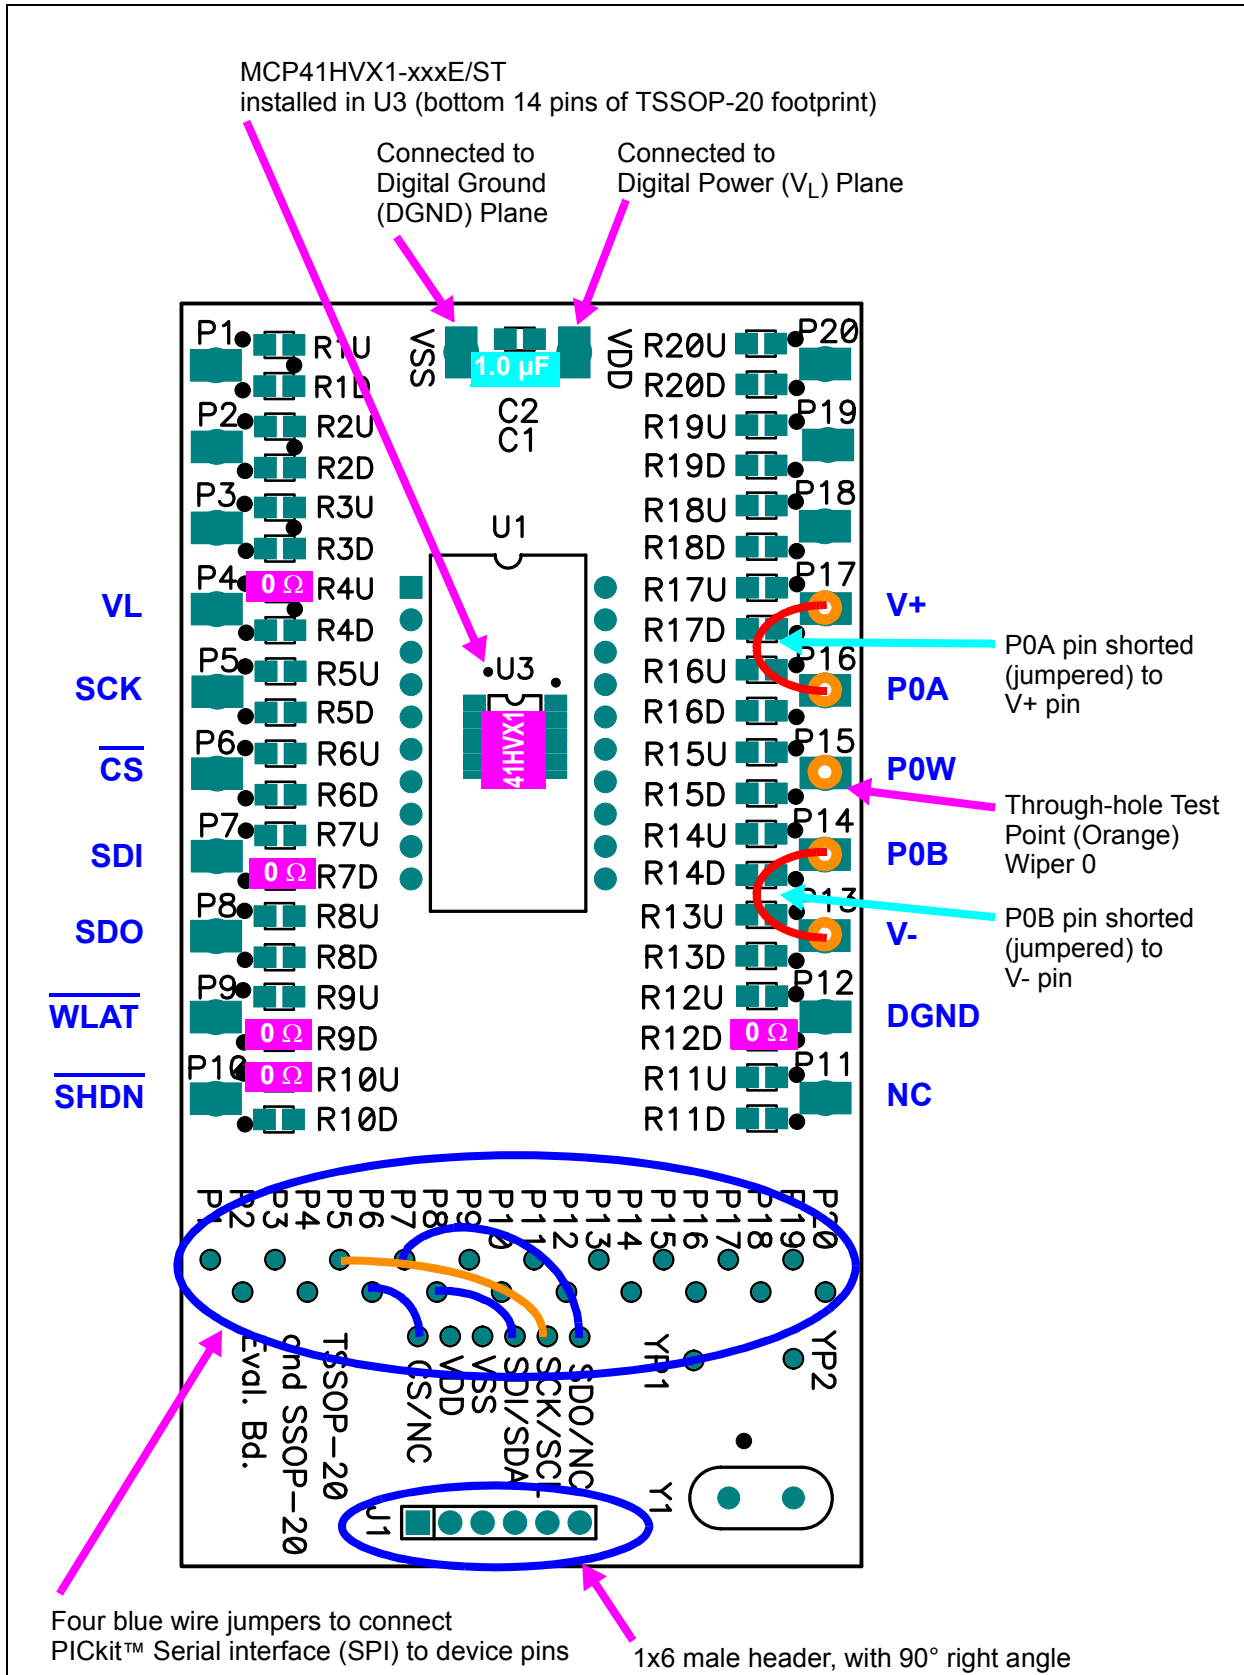 MCP41HVX1-xxxE/ST
installed in U3 (bottom 14 pins of TSSOP-20 footprint)
Connected to
Digital Ground
(DGND) Plane
Connected to
Digital Power (VL) Plane
P1
R1U
R1D
P2
R2U
R2D
P3
R3U
R3D
P4
0 Ω
R4U
R4D
VL
P5
R5U
R5D
SCK
P6
R6U
R6D
CS
P7
R7U
0 Ω
R7D
SDI
P8
R8U
R8D
SDO
P9
R9U
0 Ω
R9D
WLAT
P10
0 Ω
R10U
R10D
SHDN
VSS
1.0 µF
VDD
C2
C1
U1
U3
41HVX1
R20U
P20
R20D
R19U
P19
R19D
R18U
P18
R18D
R17U
P17
R17D
V+
R16U
P16
R16D
P0A
R15U
P15
R15D
P0W
R14U
P14
R14D
P0B
R13U
P13
R13D
V-
R12U
P12
R12D
0 Ω
DGND
R11U
P11
R11D
NC
P0A pin shorted
(jumpered) to
V+ pin
Through-hole Test
Point (Orange)
Wiper 0
P0B pin shorted
(jumpered) to
V- pin
P1
P2
P3
P4
P5
P6
P7
P8
P9
P10
P11
P12
P13
P14
P15
P16
P17
P18
P19
P20
TSSOP-20
and SSOP-20
Eval. Bd.
CS/NC
VDD
VSS
SDI/SDA
SCK/SCL
SDO/NC
YP1
YP2
J1
Y1
Four blue wire jumpers to connect
PICkit™ Serial interface (SPI) to device pins
1x6 male header, with 90° right angle